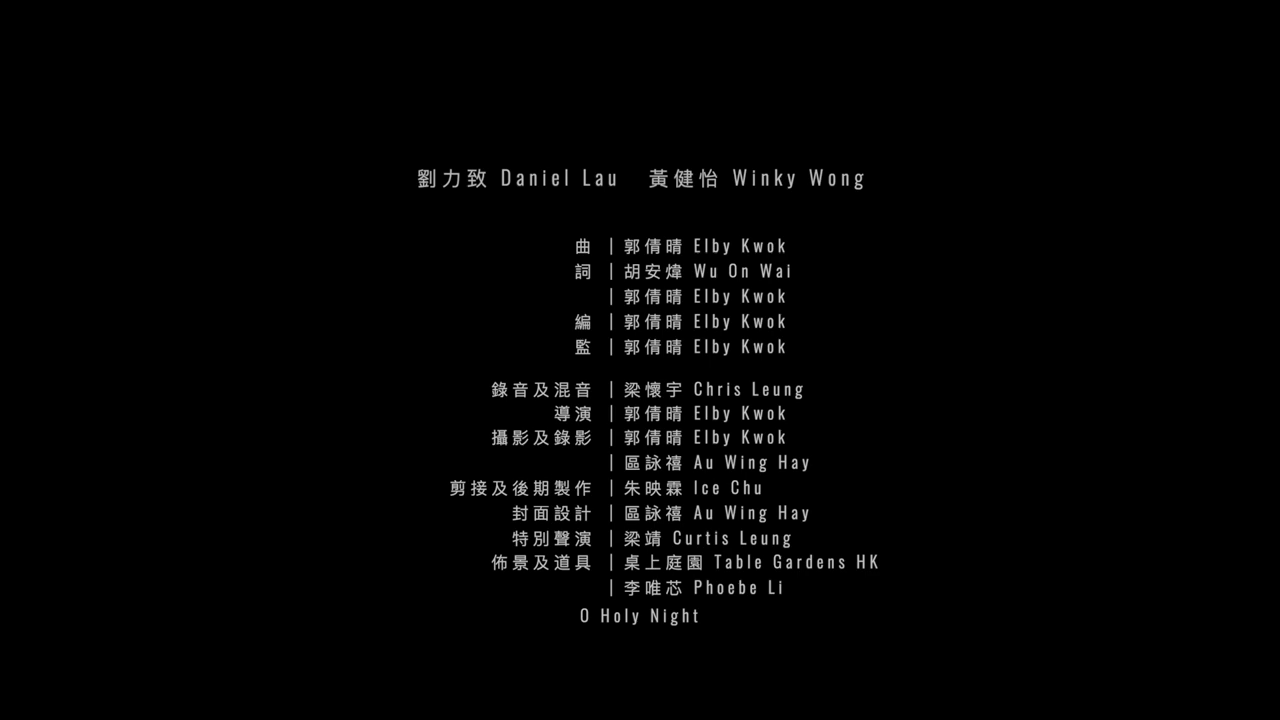 劉力致 Daniel Lau 黃健怡 Winky Wong
曲 | 郭倩晴 Elby Kwok
詞 | 胡安煒 Wu On Wai
| 郭倩晴 Elby Kwok
編 | 郭倩晴 Elby Kwok
監 | 郭倩晴 Elby Kwok
錄音及混音 | 梁懷宇 Chris Leung
導演 | 郭倩晴 Elby Kwok
攝影及錄影 | 郭倩晴 Elby Kwok
| 區詠禧 Au Wing Hay
剪接及後期製作 | 朱映霖 Ice Chu
封面設計 | 區詠禧 Au Wing Hay
特別聲演 | 梁靖 Curtis Leung
佈景及道具 | 桌上庭園 Table Gardens HK
| 李唯芯 Phoebe Li
O Holy Night